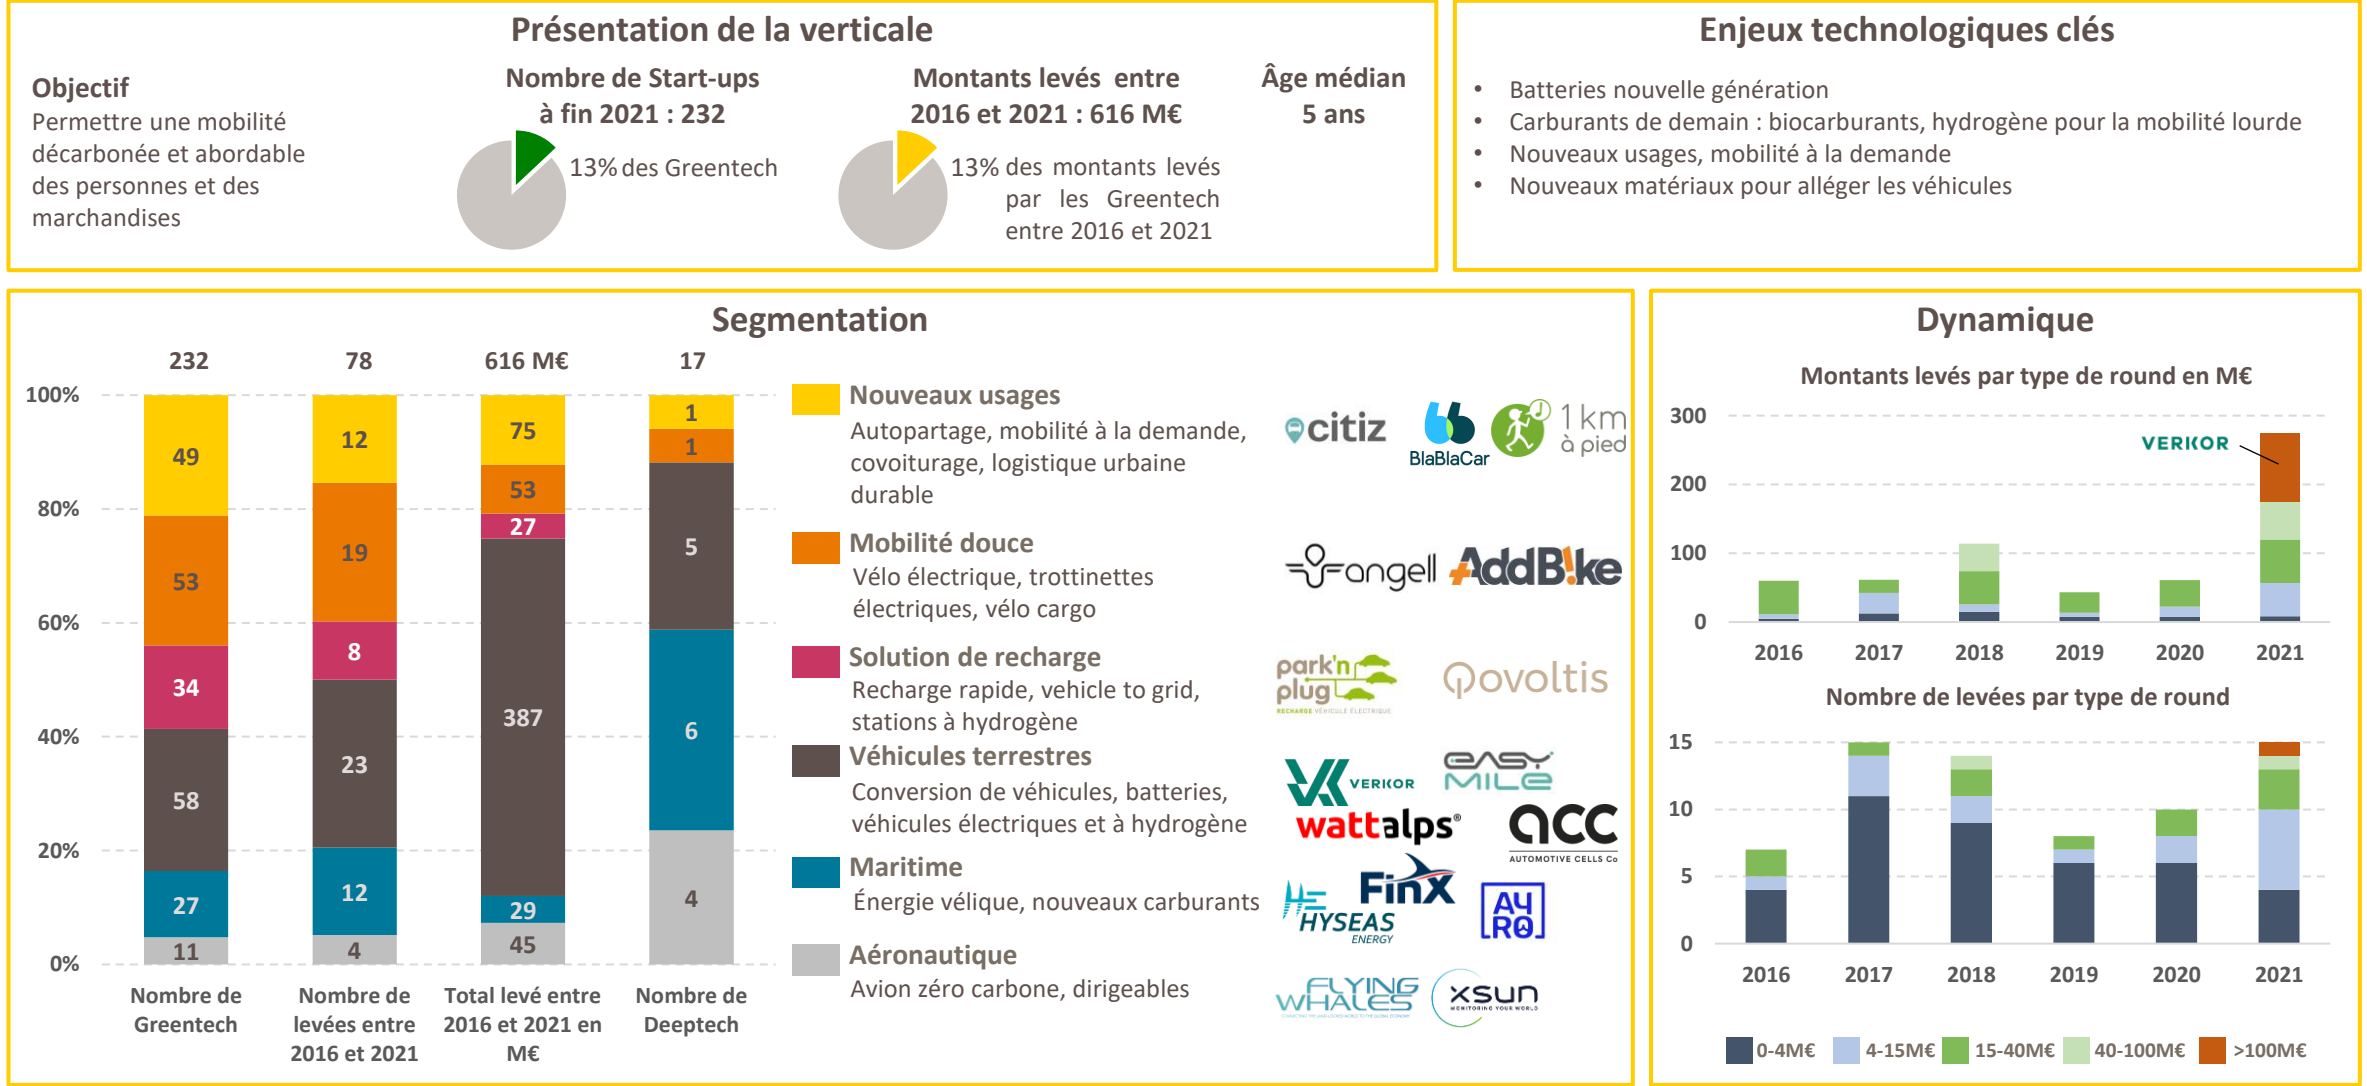 Présentation de la verticale
Objectif
Permettre une mobilité
décarbonée et abordable
des personnes et des
marchandises
Nombre de Start-ups
à fin 2021 : 232
13% des Greentech
Montants levés entre
2016 et 2021 : 616 M€
13% des montants levés
par les Greentech
entre 2016 et 2021
Âge médian
5 ans
Enjeux technologiques clés
• Batteries nouvelle génération
• Carburants de demain : biocarburants, hydrogène pour la mobilité lourde
• Nouveaux usages, mobilité à la demande
• Nouveaux matériaux pour alléger les véhicules
Segmentation
232 78 616 M€ 17
100%
80%
60%
40%
20%
0%
49
53
34
58
27
11
12
19
8
23
12
4
75
53
27
387
29
45
1
1
5
6
4
Nombre de
Greentech
Nombre de
levées entre
2016 et 2021
Total levé entre
2016 et 2021 en
M€
Nombre de
Deeptech
Nouveaux usages
Autopartage, mobilité à la demande,
covoiturage, logistique urbaine
durable
citiz
BlaBlaCar
1 km
à pied
Mobilité douce
Vélo électrique, trottinettes
électriques, vélo cargo
angell
AddB!ke
Solution de recharge
Recharge rapide, vehicle to grid,
stations à hydrogène
park'n
plug
RECHARGE VÉHICULE ÉLECTRIQUE
Qovoltis
Véhicules terrestres
Conversion de véhicules, batteries,
véhicules électriques et à hydrogène
VERKOR
EASY
MILE
wattalps®
acc
AUTOMOTIVE CELLS Co
Maritime
Énergie vélique, nouveaux carburants
HYSEAS
ENERGY
FinX
AYRO
Aéronautique
Avion zéro carbone, dirigeables
FLYING
WHALES
XSUN
MONITORING YOUR WORLD
Dynamique
Montants levés par type de round en M€
300
200
100
0
VERKOR
2016 2017 2018 2019 2020 2021
Nombre de levées par type de round
15
10
5
0
2016 2017 2018 2019 2020 2021
0-4M€ 4-15M€ 15-40M€ 40-100M€ >100M€